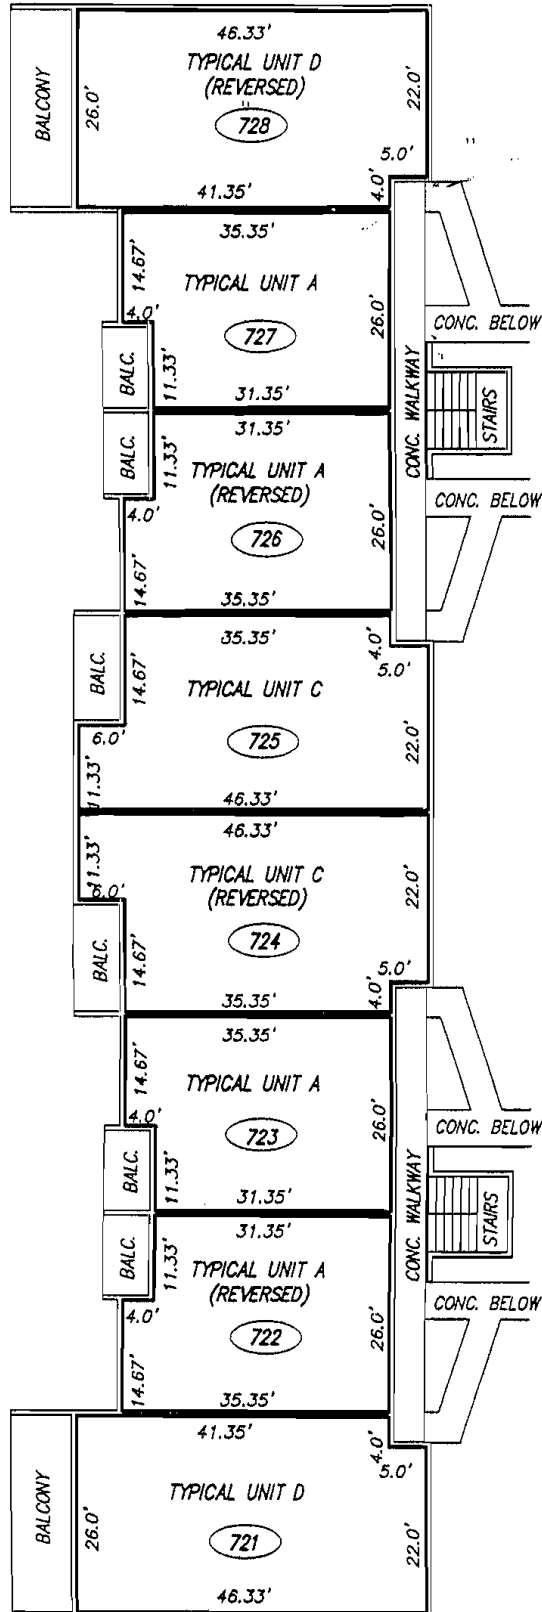 46.33'
TYPICAL UNIT D
(REVERSED)
728
BALCONY
26.0'
22.0'
5.0'
4.0'
41.35'
35.35'
14.67'
TYPICAL UNIT A
4.0'
727
26.0'
CONC. BELOW
BALC.
11.33'
31.35'
CONC. WALKWAY
STAIRS
31.35'
BALC.
11.33'
TYPICAL UNIT A
(REVERSED)
4.0'
726
26.0'
CONC. BELOW
14.67'
35.35'
35.35'
4.0'
5.0'
BALC.
14.67'
TYPICAL UNIT C
6.0'
725
22.0'
11.33'
46.33'
46.33'
11.33'
TYPICAL UNIT C
(REVERSED)
6.0'
22.0'
724
BALC.
14.67'
5.0'
4.0'
35.35'
35.35'
14.67'
TYPICAL UNIT A
4.0'
723
26.0'
CONC. BELOW
BALC.
11.33'
31.35'
CONC. WALKWAY
STAIRS
31.35'
BALC.
11.33'
TYPICAL UNIT A
(REVERSED)
4.0'
722
26.0'
CONC. BELOW
14.67'
35.35'
41.35'
4.0'
5.0'
BALCONY
26.0'
TYPICAL UNIT D
721
22.0'
46.33'